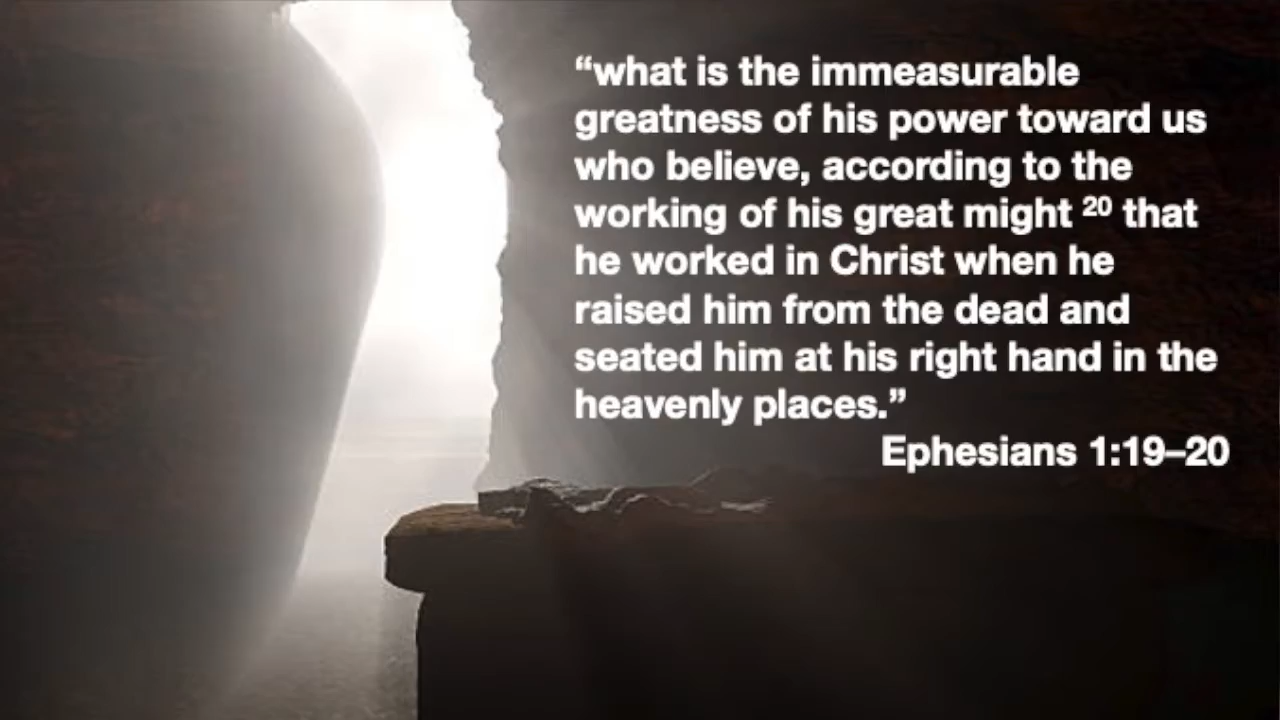 “what is the immeasurable
greatness of his power toward us
who believe, according to the
working of his great might ²⁰ that
he worked in Christ when he
raised him from the dead and
seated him at his right hand in the
heavenly places.”
Ephesians 1:19–20